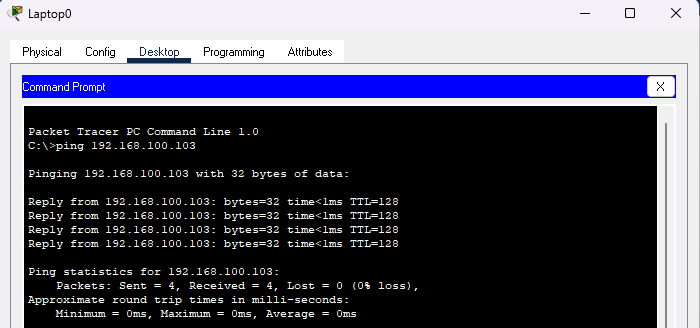 Laptop0
Physical Config Desktop Programming Attributes
Command Prompt
X
Packet Tracer PC Command Line 1.0
C:\>ping 192.168.100.103
Pinging 192.168.100.103 with 32 bytes of data:
Reply from 192.168.100.103: bytes=32 time<1ms TTL=128
Reply from 192.168.100.103: bytes=32 time<1ms TTL=128
Reply from 192.168.100.103: bytes=32 time<1ms TTL=128
Reply from 192.168.100.103: bytes=32 time<1ms TTL=128
Ping statistics for 192.168.100.103:
    Packets: Sent = 4, Received = 4, Lost = 0 (0% loss),
Approximate round trip times in milli-seconds:
    Minimum = 0ms, Maximum = 0ms, Average = 0ms